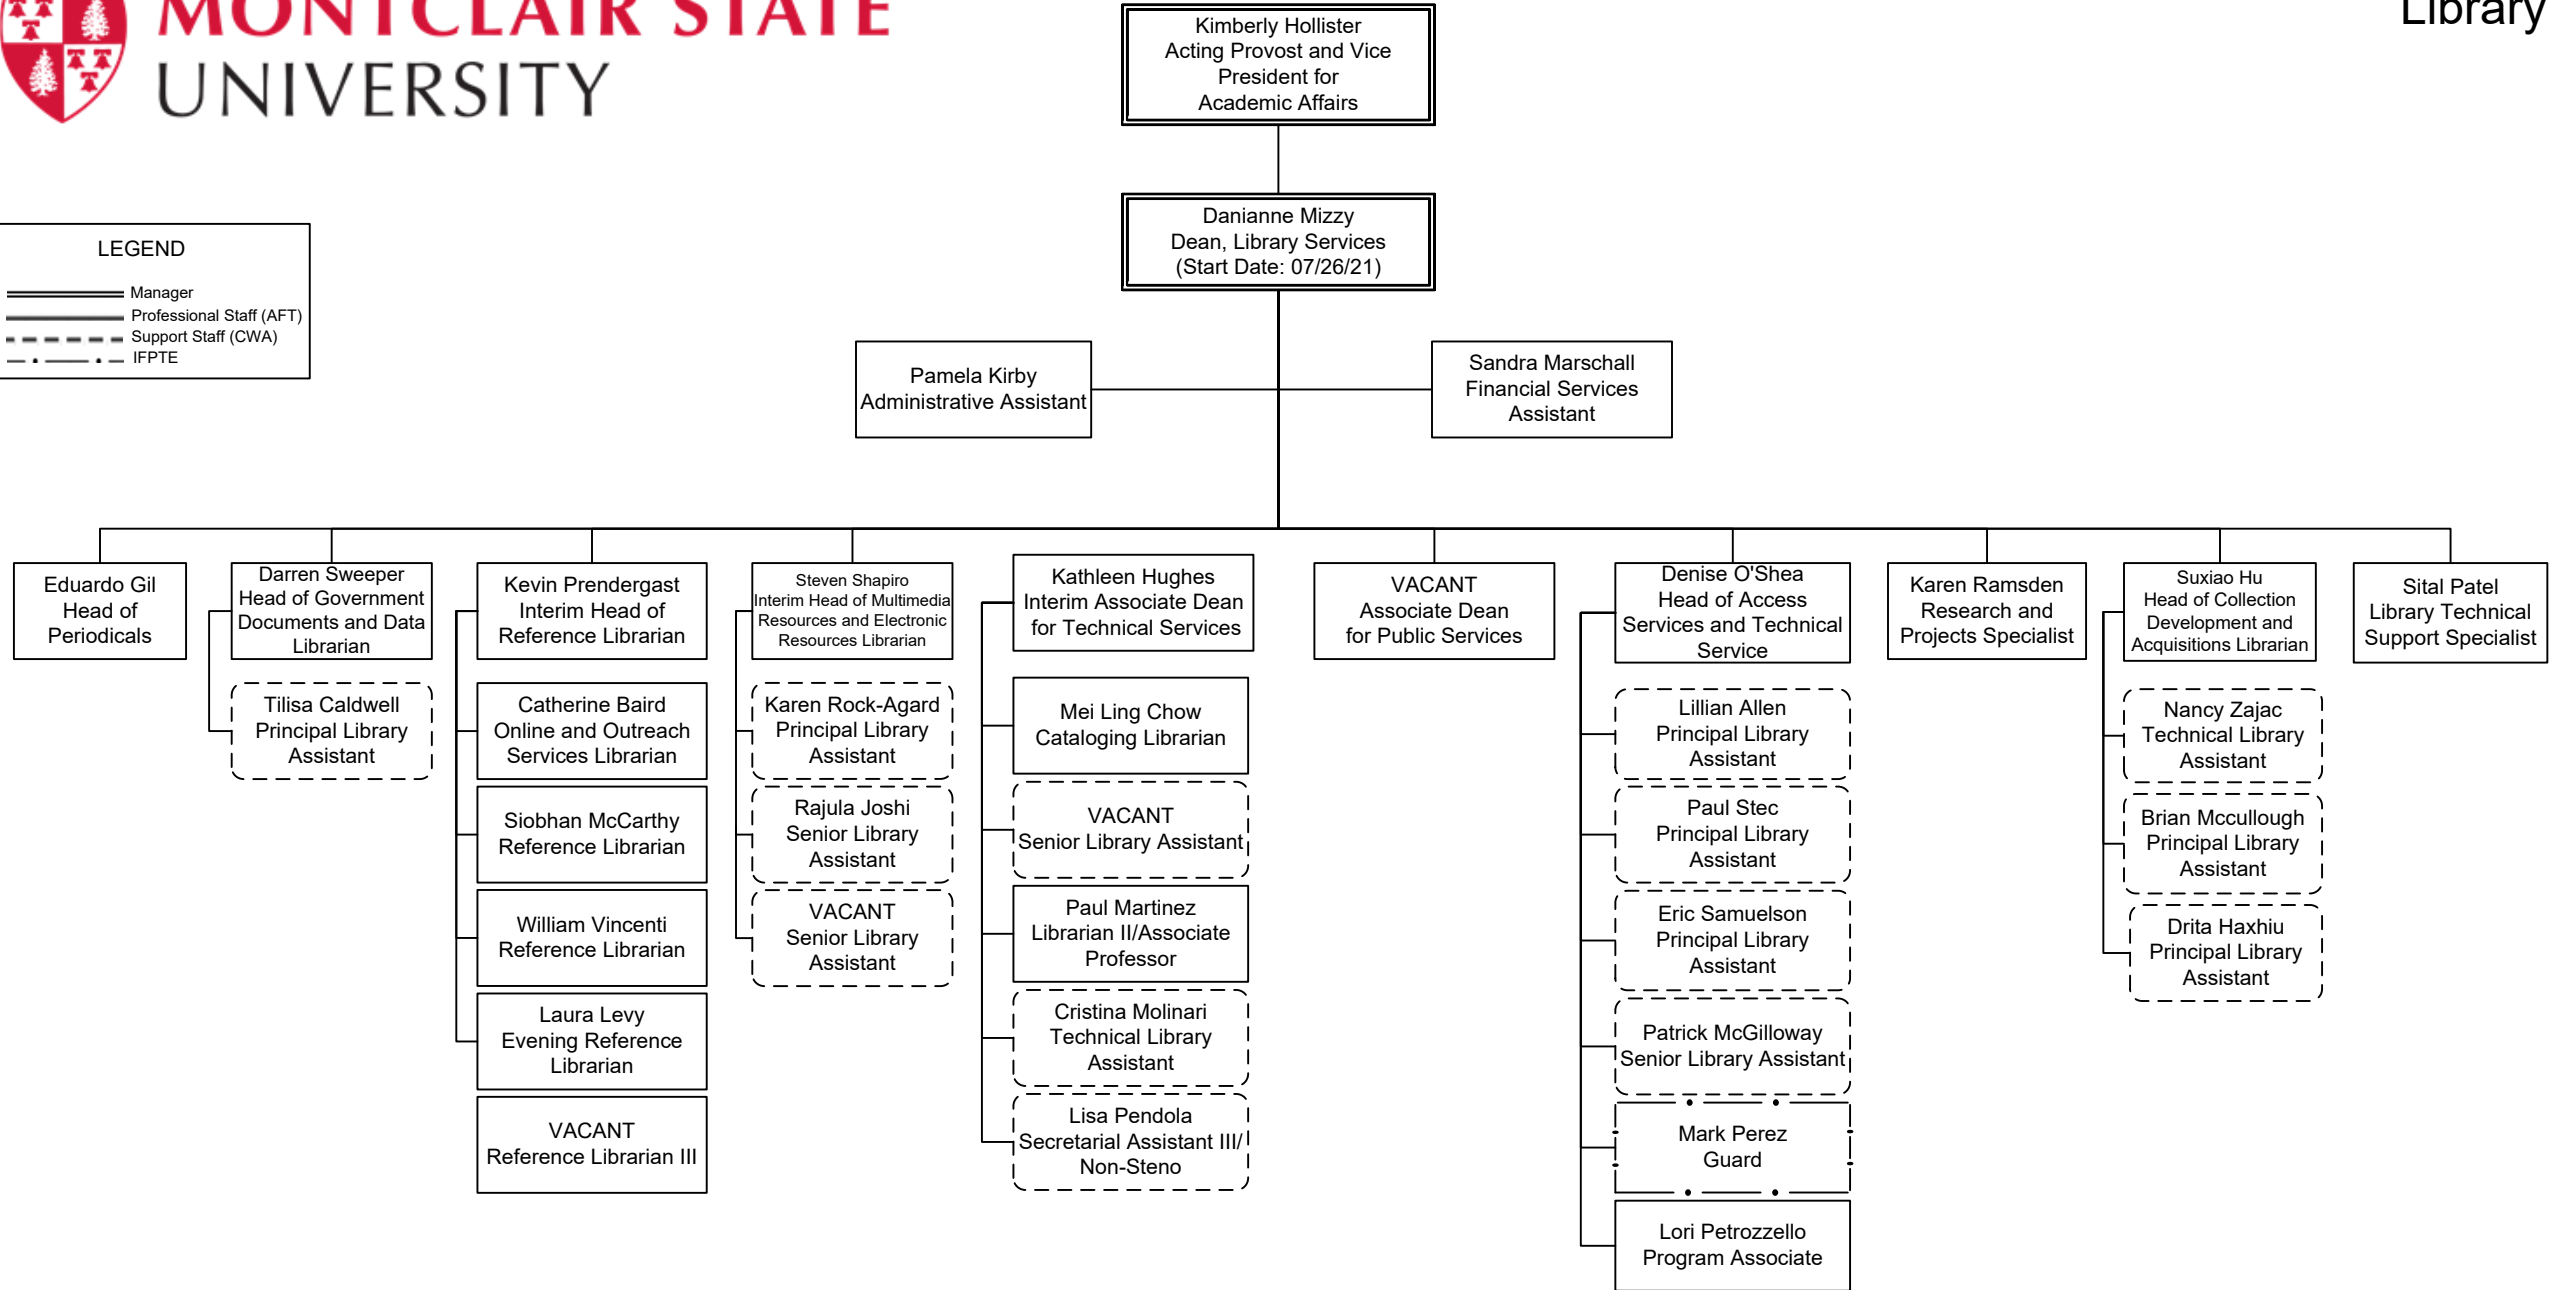 MONTCLAIR STATE
UNIVERSITY
Library
Kimberly Hollister
Acting Provost and Vice
President for
Academic Affairs
Danianne Mizzy
Dean, Library Services
(Start Date: 07/26/21)
LEGEND
Manager
Professional Staff (AFT)
Support Staff (CWA)
IFPTE
Pamela Kirby
Administrative Assistant
Sandra Marschall
Financial Services
Assistant
Eduardo Gil
Head of
Periodicals
Darren Sweeper
Head of Government
Documents and Data
Librarian
Tilisa Caldwell
Principal Library
Assistant
Kevin Prendergast
Interim Head of
Reference Librarian
Catherine Baird
Online and Outreach
Services Librarian
Siobhan McCarthy
Reference Librarian
William Vincenti
Reference Librarian
Laura Levy
Evening Reference
Librarian
VACANT
Reference Librarian III
Steven Shapiro
Interim Head of Multimedia
Resources and Electronic
Resources Librarian
Karen Rock-Agard
Principal Library
Assistant
Rajula Joshi
Senior Library
Assistant
VACANT
Senior Library
Assistant
Kathleen Hughes
Interim Associate Dean
for Technical Services
Mei Ling Chow
Cataloging Librarian
VACANT
Senior Library Assistant
Paul Martinez
Librarian II/Associate
Professor
Cristina Molinari
Technical Library
Assistant
Lisa Pendola
Secretarial Assistant III/
Non-Steno
VACANT
Associate Dean
for Public Services
Denise O'Shea
Head of Access
Services and Technical
Service
Lillian Allen
Principal Library
Assistant
Paul Stec
Principal Library
Assistant
Eric Samuelson
Principal Library
Assistant
Patrick McGilloway
Senior Library Assistant
Mark Perez
Guard
Lori Petrozzello
Program Associate
Karen Ramsden
Research and
Projects Specialist
Suxiao Hu
Head of Collection
Development and
Acquisitions Librarian
Nancy Zajac
Technical Library
Assistant
Brian Mccullough
Principal Library
Assistant
Drita Haxhiu
Principal Library
Assistant
Sital Patel
Library Technical
Support Specialist